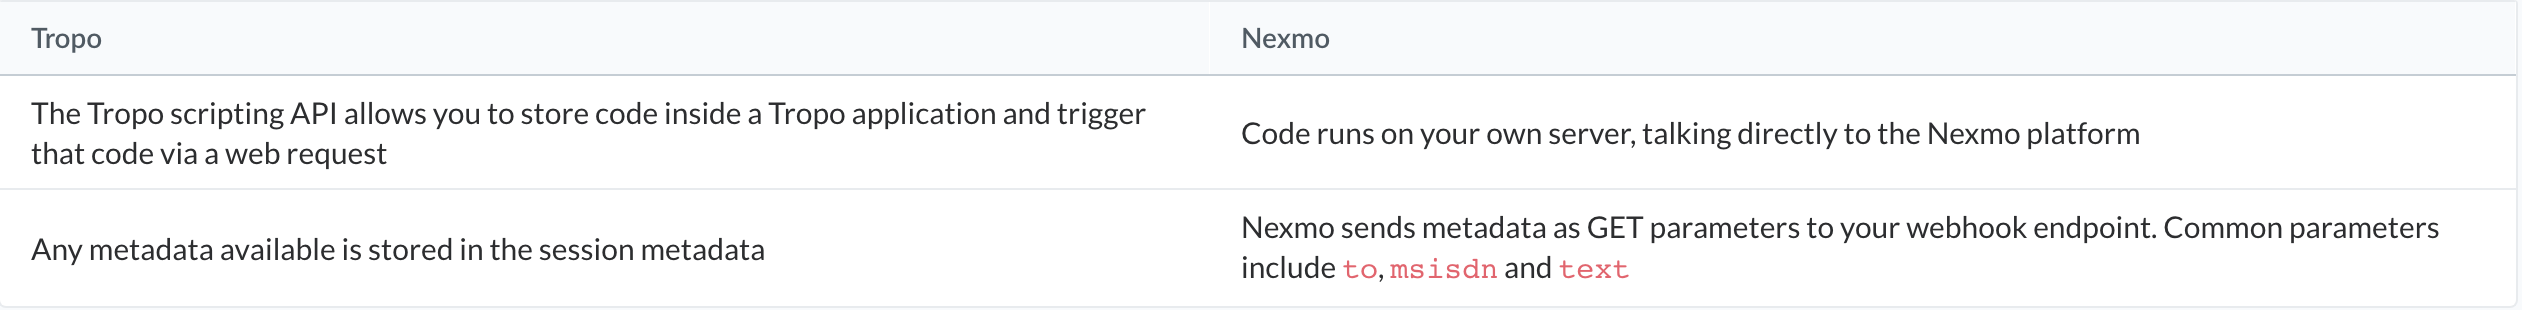 Tropo
Nexmo
The Tropo scripting API allows you to store code inside a Tropo application and trigger
that code via a web request
Code runs on your own server, talking directly to the Nexmo platform
Any metadata available is stored in the session metadata
Nexmo sends metadata as GET parameters to your webhook endpoint. Common parameters
include to, msisdn and text